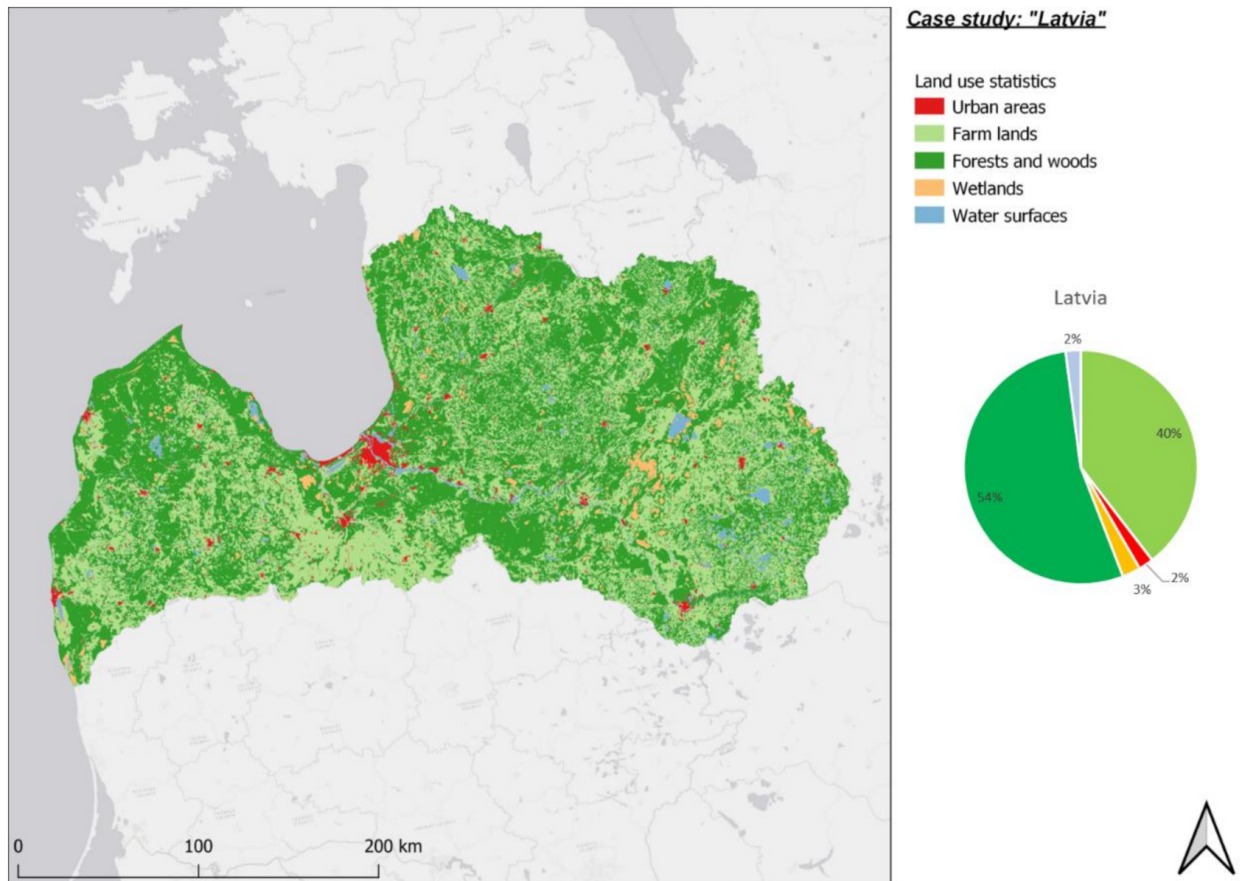 Case study: "Latvia"
Land use statistics
Urban areas
Farm lands
Forests and woods
Wetlands
Water surfaces
Latvia
2%
40%
54%
2%
3%
0 100 200 km